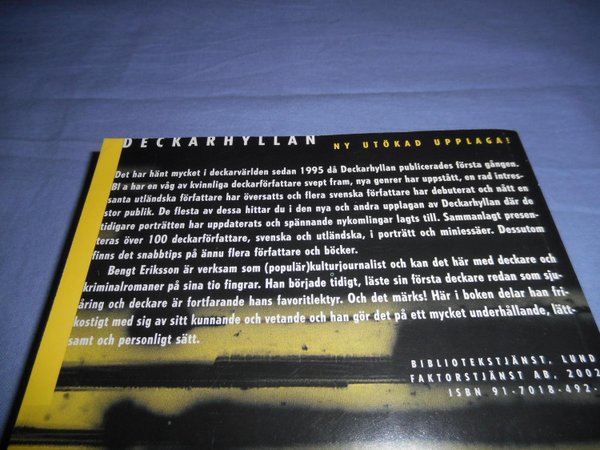 DECKARHYLLAN NY UTÖKAD UPPLAGA!
Det har hänt mycket i deckarvärlden sedan 1995 då Deckarhyllan publicerades första gången.
Bl a har en våg av kvinnliga deckarförfattare svept fram, nya genrer har uppstått, en rad intres-
santa utländska författare har översatts och flera svenska författare har debuterat och nått en
stor publik. De flesta av dessa hittar du i den nya och andra upplagan av Deckarhyllan där de
tidigare porträtten har uppdaterats och spännande nykomlingar lagts till. Sammanlagt presen-
teras över 100 deckarförfattare, svenska och utländska, i porträtt och miniessäer. Dessutom
finns det snabbtips på ännu flera författare och böcker.
Bengt Eriksson är verksam som (populär)kulturjournalist och kan det här med deckare och
kriminalromaner på sina tio fingrar. Han började tidigt, läste sin första deckare redan som sju-
åring och deckare är fortfarande hans favoritlektyr. Och det märks! Här i boken delar han fri-
kostigt med sig av sitt kunnande och vetande och han gör det på ett mycket underhållande, lätt-
samt och personligt sätt.
BIBLIOTEKSTJÄNST, LUND
FAKTORSTJÄNST AB, 2002
ISBN 91-7018-492-